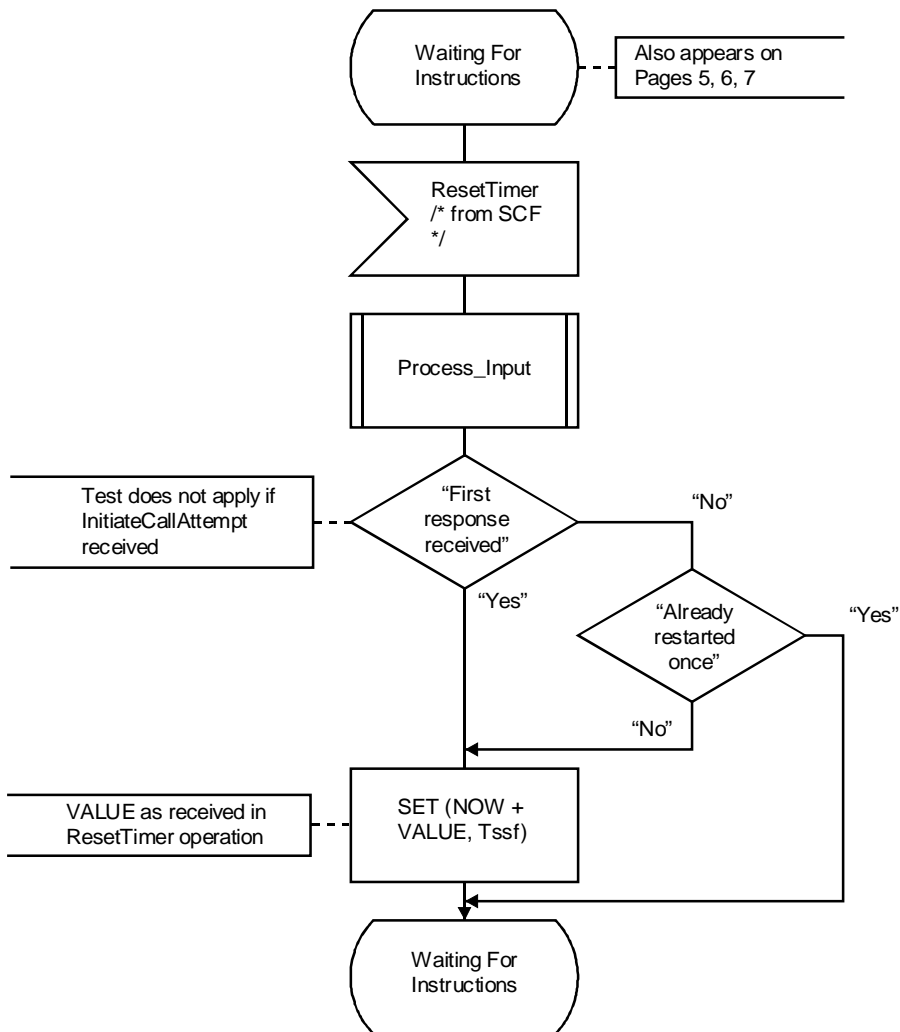 Waiting For
Instructions
Also appears on
Pages 5, 6, 7
ResetTimer
/* from SCF
*/
Process_Input
Test does not apply if
InitiateCallAttempt
received
“First
response
received”
“No”
“Yes”
“Already
restarted
once”
“Yes”
“No”
VALUE as received in
ResetTimer operation
SET (NOW +
VALUE, Tssf)
Waiting For
Instructions